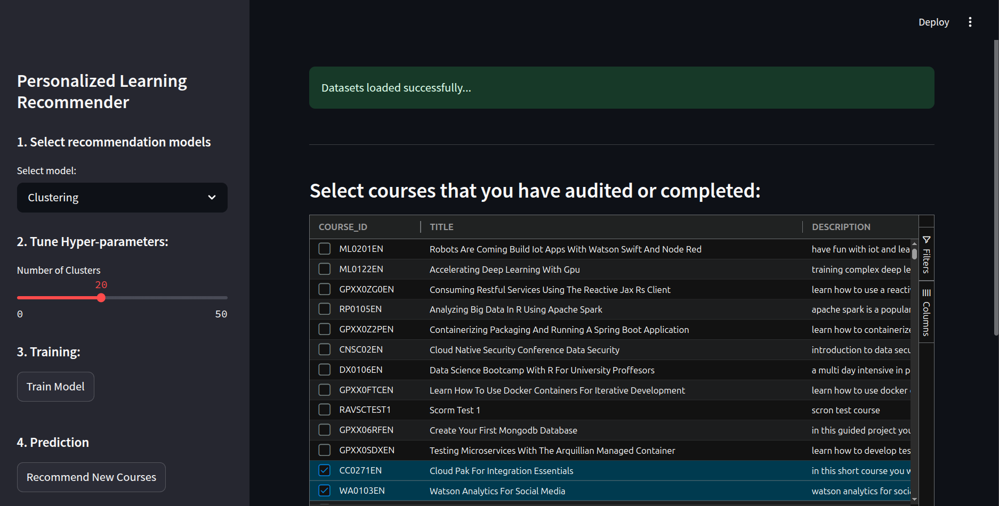 Deploy
Personalized Learning
Recommender
1. Select recommendation models
Select model:
Clustering
2. Tune Hyper-parameters:
Number of Clusters
20
0 50
3. Training:
Train Model
4. Prediction
Recommend New Courses
Datasets loaded successfully...
Select courses that you have audited or completed:
COURSE_ID TITLE DESCRIPTION
ML0201EN Robots Are Coming Build Iot Apps With Watson Swift And Node Red have fun with iot and lea
ML0122EN Accelerating Deep Learning With Gpu training complex deep le
GPXX0ZG0EN Consuming Restful Services Using The Reactive Jax Rs Client learn how to use a reacti
RP0105EN Analyzing Big Data In R Using Apache Spark apache spark is a popular
GPXX0Z2PEN Containerizing Packaging And Running A Spring Boot Application learn how to containerize
CNSC02EN Cloud Native Security Conference Data Security introduction to data secu
DX0106EN Data Science Bootcamp With R For University Proffesors a multi day intensive in p
GPXX0FTCEN Learn How To Use Docker Containers For Iterative Development learn how to use docker
RAVSCTEST1 Scorm Test 1 scron test course
GPXX06RFEN Create Your First Mongodb Database in this guided project you
GPXX0SDXEN Testing Microservices With The Arquillian Managed Container learn how to develop tes
CC0271EN Cloud Pak For Integration Essentials in this short course you w
WA0103EN Watson Analytics For Social Media watson analytics for socia
Filters
Columns